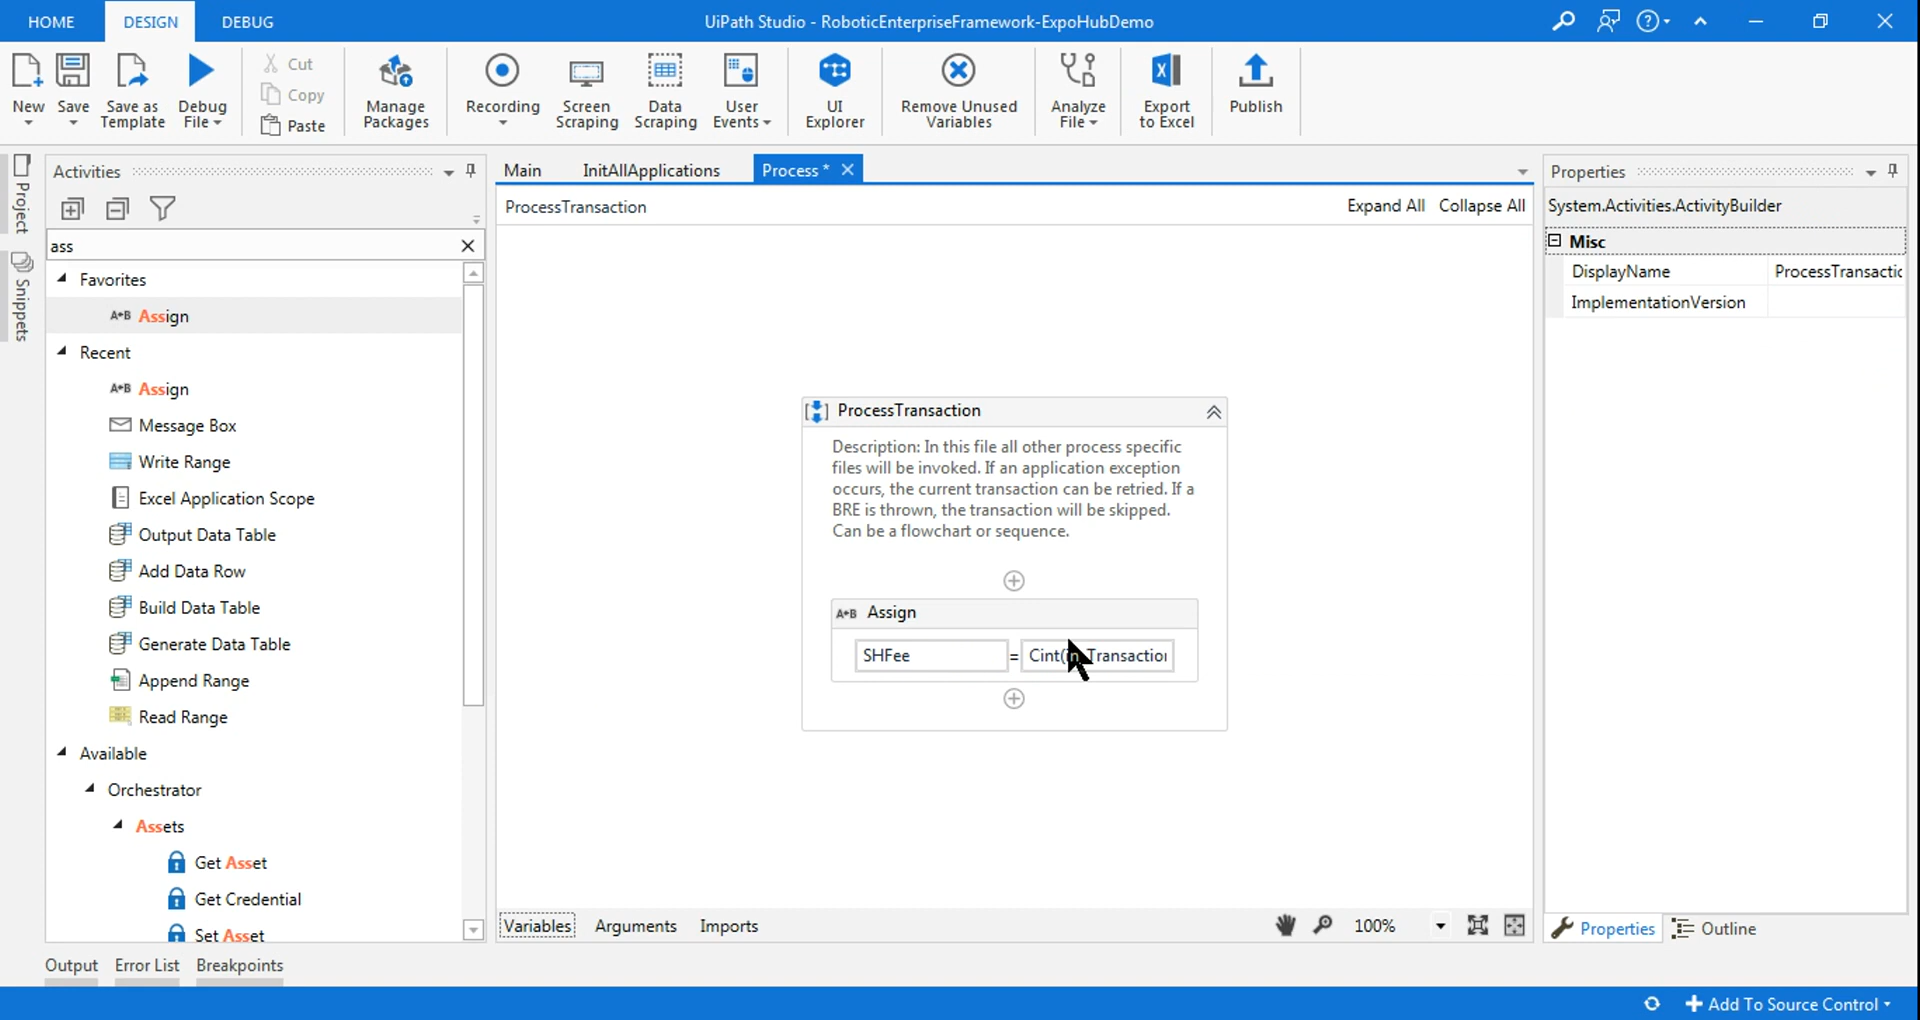 HOME DESIGN DEBUG UiPath Studio - RoboticEnterpriseFramework-ExpoHubDemo
New Save Save as Template Debug File Cut Copy Paste Manage Packages Recording Screen Scraping Data Scraping User Events UI Explorer Remove Unused Variables Analyze File Export to Excel Publish
Project
Snippets
Activities
ass
Favorites
A+B Assign
Recent
A+B Assign
Message Box
Write Range
Excel Application Scope
Output Data Table
Add Data Row
Build Data Table
Generate Data Table
Append Range
Read Range
Available
Orchestrator
Assets
Get Asset
Get Credential
Set Asset
Main InitAllApplications Process *
ProcessTransaction Expand All Collapse All
ProcessTransaction
Description: In this file all other process specific
files will be invoked. If an application exception
occurs, the current transaction can be retried. If a
BRE is thrown, the transaction will be skipped.
Can be a flowchart or sequence.
A+B Assign
SHFee = Cint(in_Transaction
Variables Arguments Imports 100%
Properties
System.Activities.ActivityBuilder
Misc
DisplayName ProcessTransactic
ImplementationVersion
Properties Outline
Output Error List Breakpoints
Add To Source Control